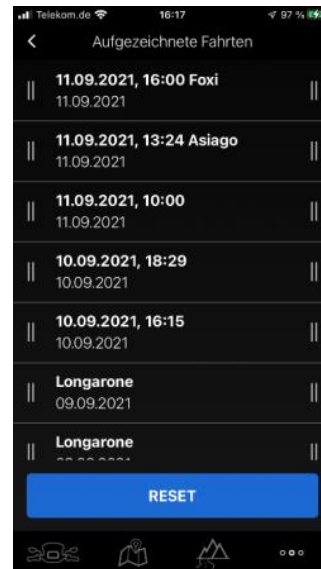 Telekom.de 16:17 97 %
Aufgezeichnete Fahrten
11.09.2021, 16:00 Foxi
11.09.2021
11.09.2021, 13:24 Asiago
11.09.2021
11.09.2021, 10:00
11.09.2021
10.09.2021, 18:29
10.09.2021
10.09.2021, 16:15
10.09.2021
Longarone
09.09.2021
Longarone
RESET